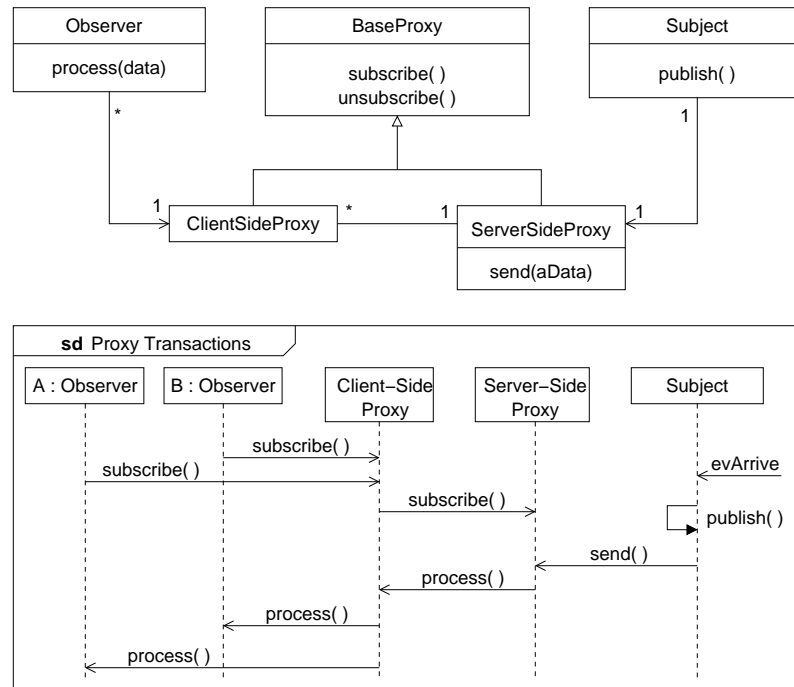 Observer
process(data)
BaseProxy
subscribe( )
unsubscribe( )
Subject
publish( )
*
1
1
ClientSideProxy
*
1
ServerSideProxy
send(aData)
1
sd Proxy Transactions
A : Observer
B : Observer
Client–Side
Proxy
Server–Side
Proxy
Subject
subscribe( )
evArrive
subscribe( )
subscribe( )
publish( )
send( )
process( )
process( )
process( )